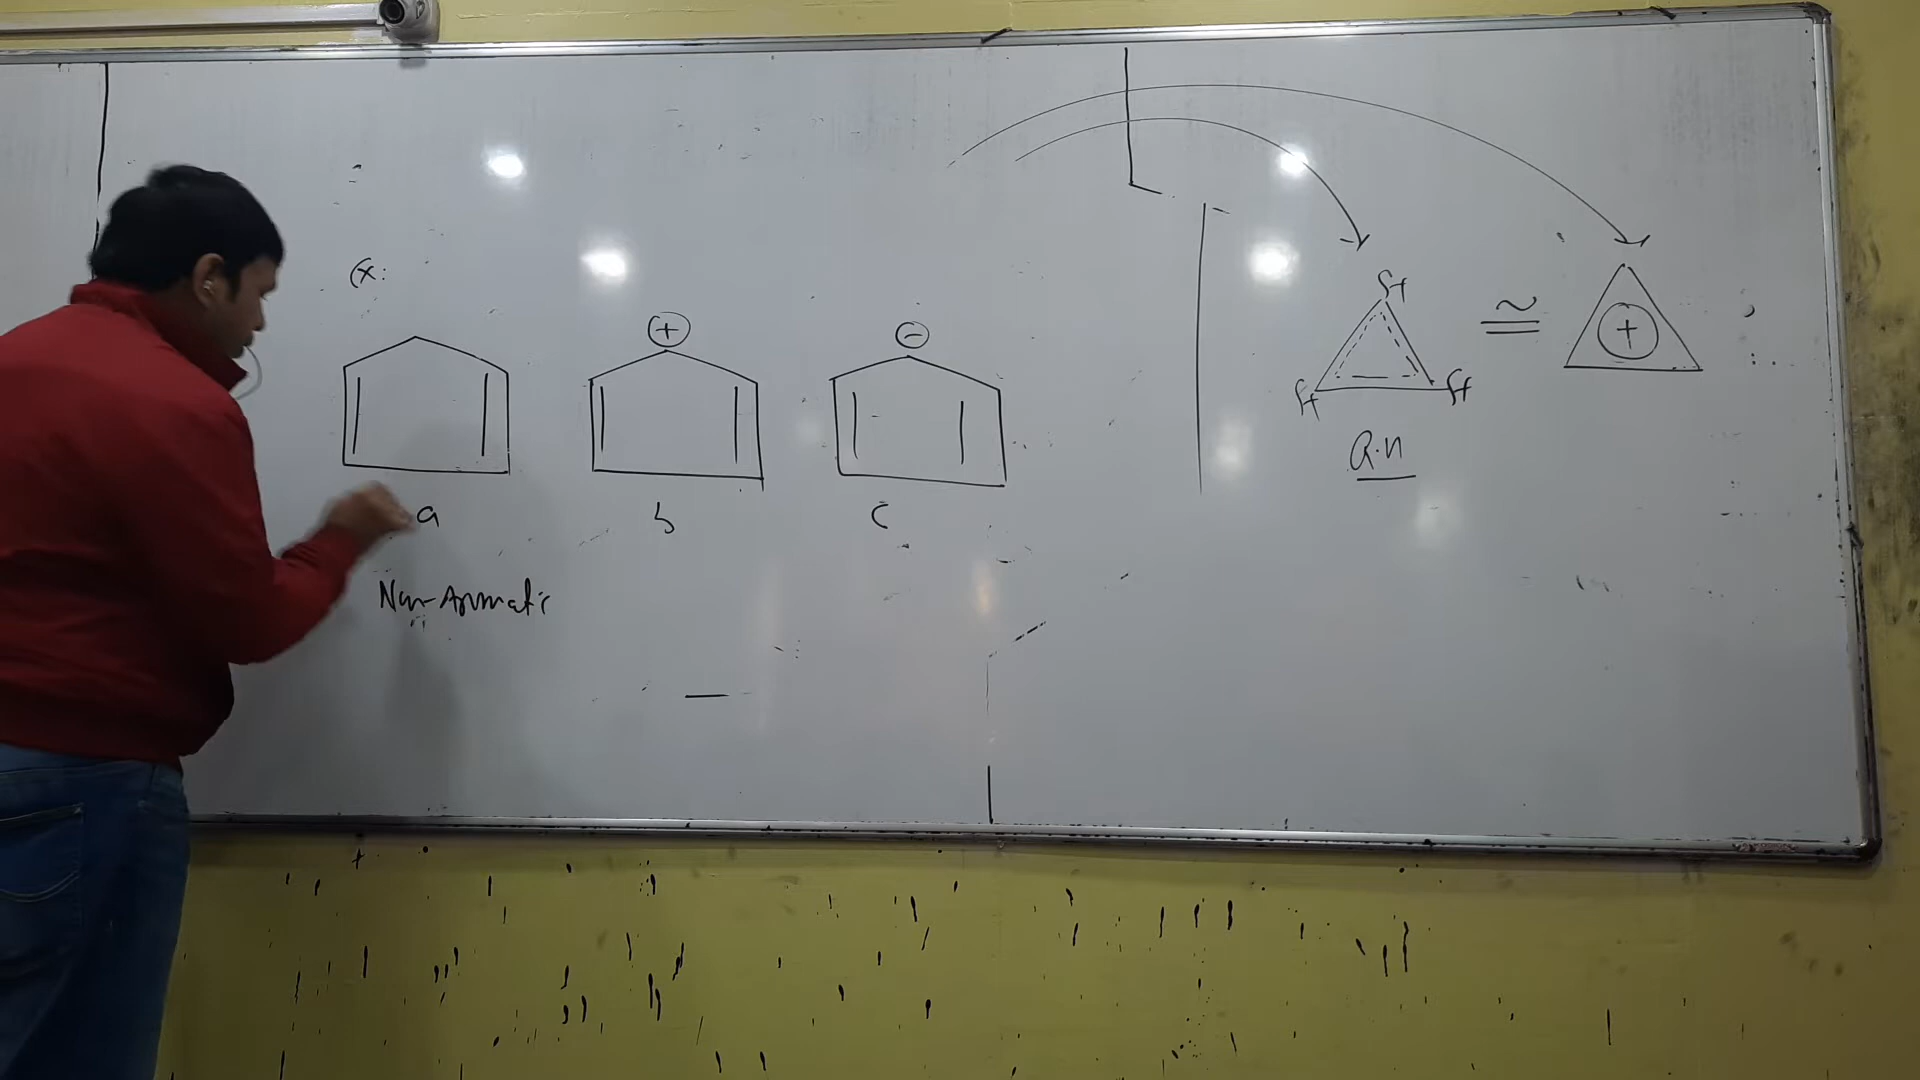 Ex:
+
-
a
b
c
Non-Aromatic
δ+
δ+ δ+
R.H
≅
+